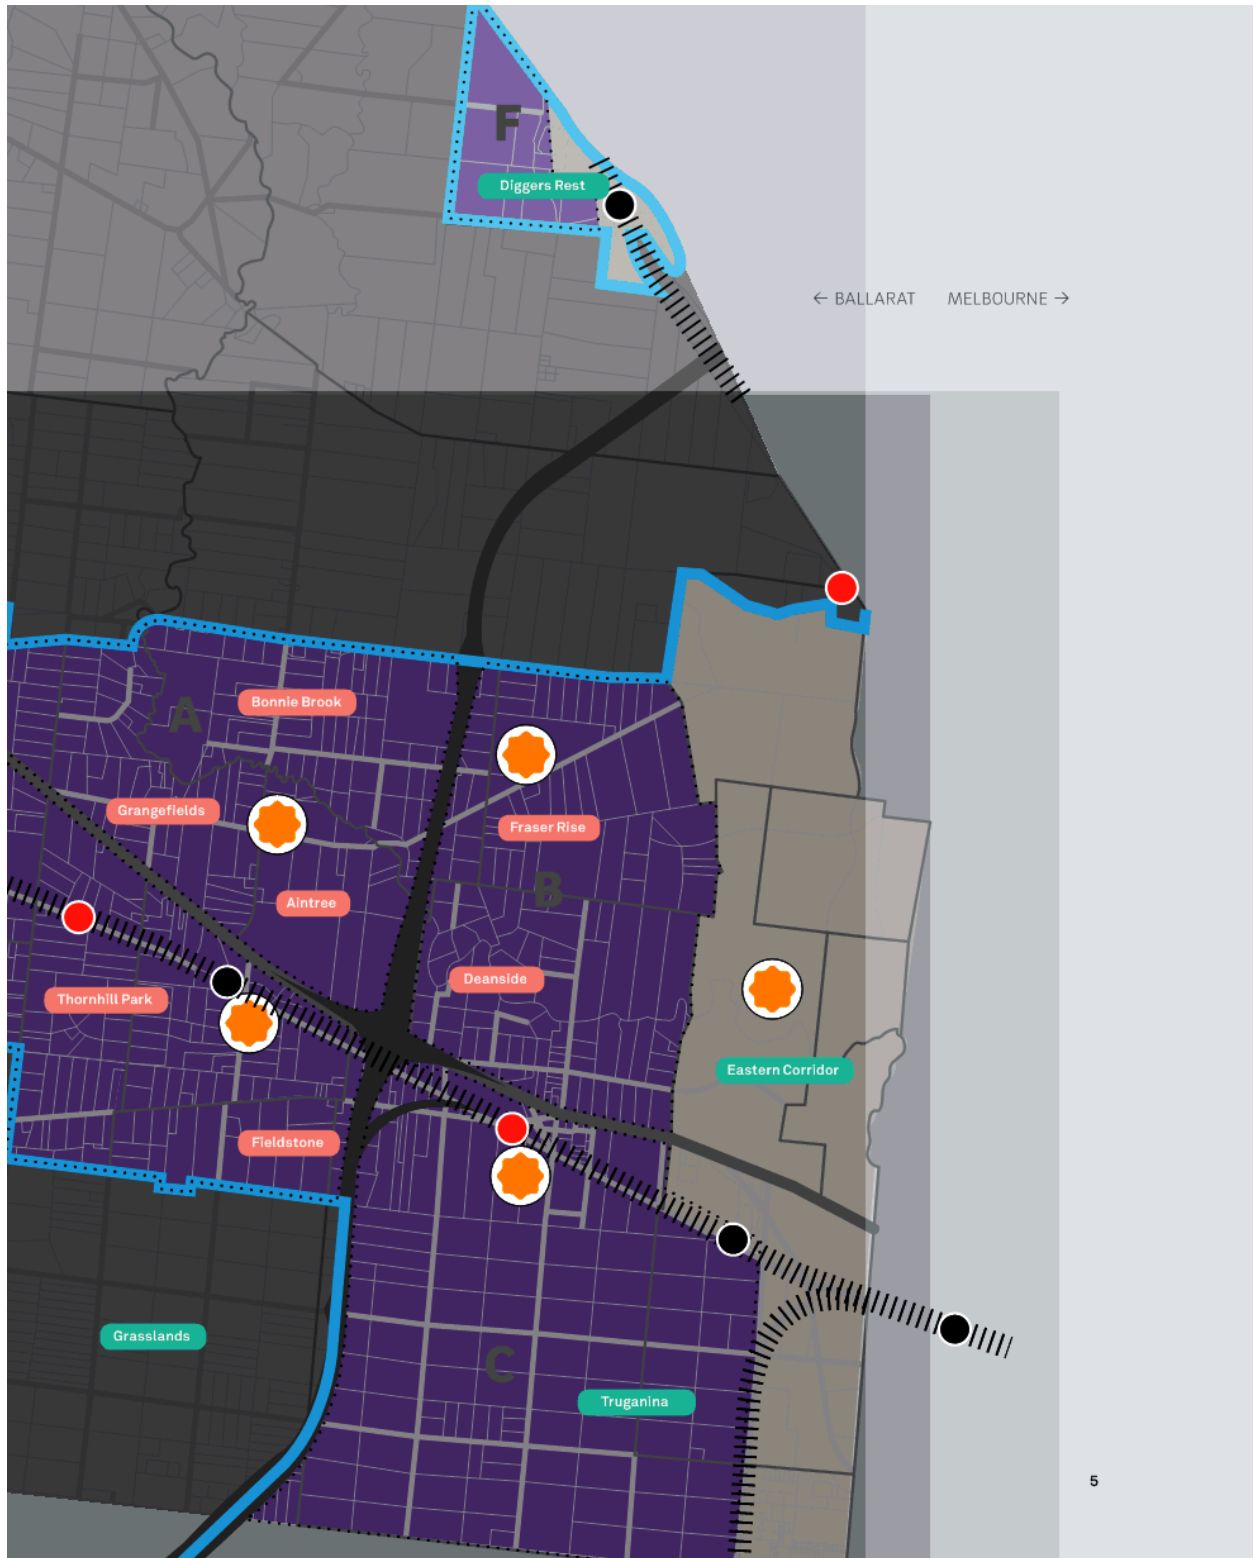 F
Diggers Rest
← BALLARAT MELBOURNE →
A
Bonnie Brook
Grangefields
Fraser Rise
B
Aintree
Deanside
Thornhill Park
Eastern Corridor
Fieldstone
Grasslands
C
Truganina
5